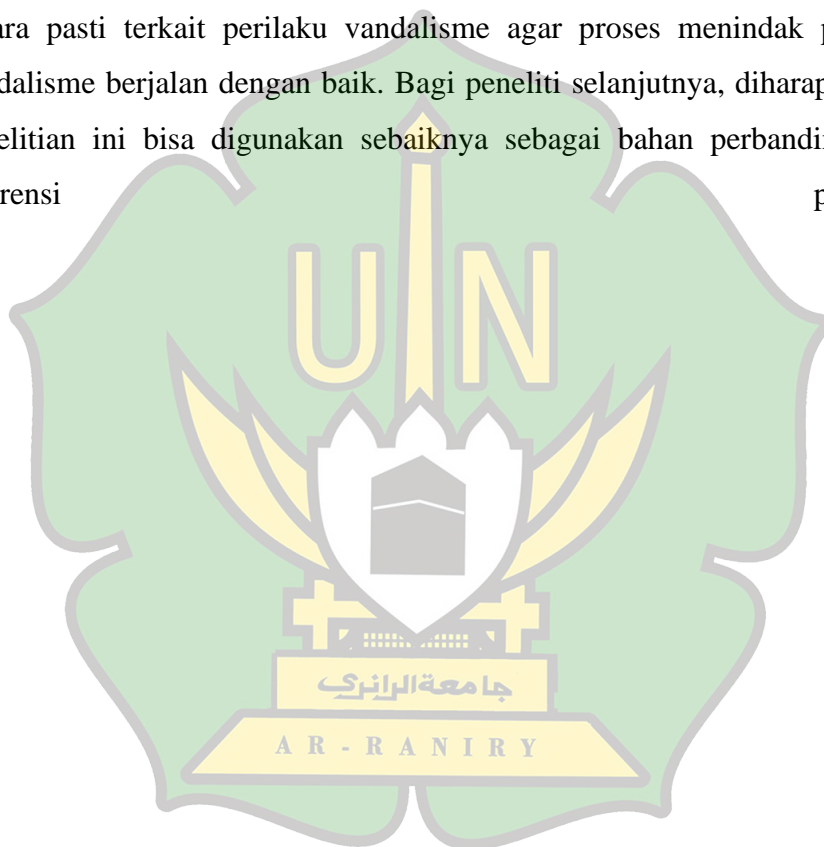 ara pasti terkait perilaku vandalisme agar proses menindak p
dalisme berjalan dengan baik. Bagi peneliti selanjutnya, diharap
elitian ini bisa digunakan sebaiknya sebagai bahan perbandi
rensi p
UIN
جامعة الرانري
AR-RANIRY